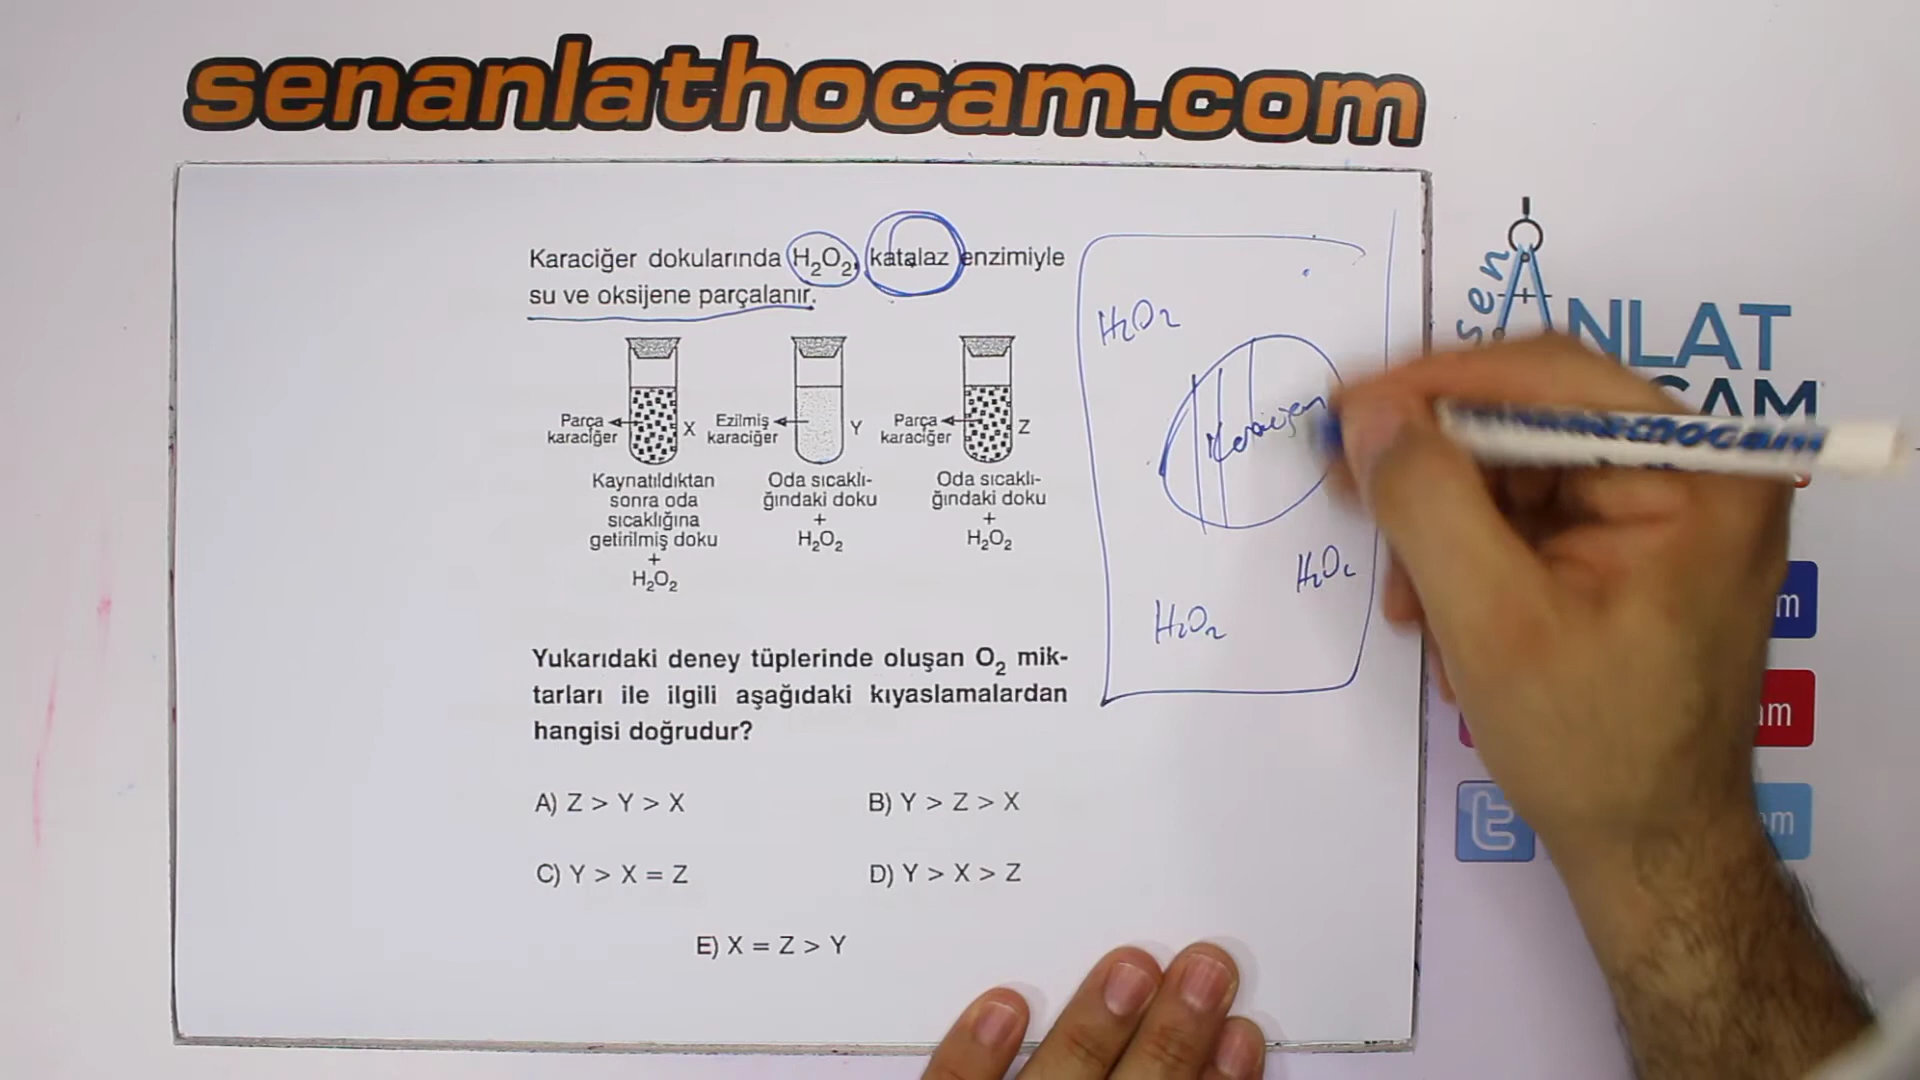 senanlathocam.com
Karaciğer dokularında H₂O₂, katalaz enzimiyle
su ve oksijene parçalanır.
Parça
karaciğer
X
Ezilmiş
karaciğer
Y
Parça
karaciğer
Z
Kaynatıldıktan
sonra oda
sıcaklığına
getirilmiş doku
+
H₂O₂
Oda sıcaklı-
ğındaki doku
+
H₂O₂
Oda sıcaklı-
ğındaki doku
+
H₂O₂
Yukarıdaki deney tüplerinde oluşan O₂ mik-
tarları ile ilgili aşağıdaki kıyaslamalardan
hangisi doğrudur?
A) Z > Y > X
B) Y > Z > X
C) Y > X = Z
D) Y > X > Z
E) X = Z > Y
H₂O₂
H₂O₂
H₂O₂
sen